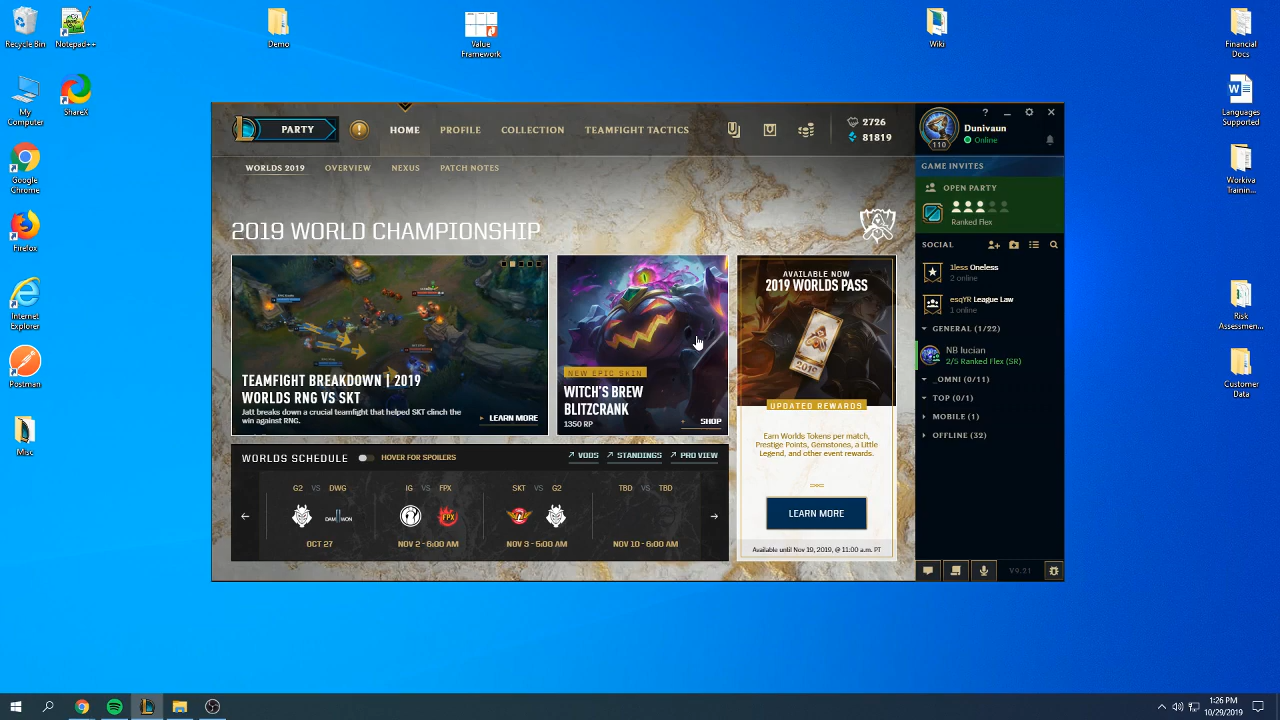 Recycle Bin
Notepad++
Demo
Value
Framework
Wiki
Financial
Docs
My
Computer
ShareX
Languages
Supported
Google
Chrome
Workiva
Trainin...
Firefox
Internet
Explorer
Risk
Assessmen...
Postman
Customer
Data
Misc
PARTY
HOME
PROFILE
COLLECTION
TEAMFIGHT TACTICS
2726
81819
?
110
Dunivaun
Online
WORLDS 2019
OVERVIEW
NEXUS
PATCH NOTES
GAME INVITES
OPEN PARTY
Ranked Flex
SOCIAL
1less Oneless
2 online
esqYR League Law
1 online
GENERAL (1/22)
NB lucian
2/5 Ranked Flex (SR)
_OMNI (0/11)
TOP (0/1)
MOBILE (1)
OFFLINE (32)
V9.21
2019 WORLD CHAMPIONSHIP
TEAMFIGHT BREAKDOWN | 2019
WORLDS RNG VS SKT
Jatt breaks down a crucial teamfight that helped SKT clinch the
win against RNG.
LEARN MORE
NEW EPIC SKIN
WITCH'S BREW
BLITZCRANK
1350 RP
SHOP
AVAILABLE NOW
2019 WORLDS PASS
2019
UPDATED REWARDS
Earn Worlds Tokens per match,
Prestige Points, Gemstones, a Little
Legend, and other event rewards.
LEARN MORE
Available until Nov 19, 2019, @ 11:00 a.m. PT
WORLDS SCHEDULE
HOVER FOR SPOILERS
VODS
STANDINGS
PRO VIEW
G2 VS DWG
DAMWON
OCT 27
IG VS FPX
FPX
NOV 2 - 6:00 AM
SKT VS G2
NOV 3 - 5:00 AM
TBD VS TBD
NOV 10 - 6:00 AM
1:26 PM
10/29/2019